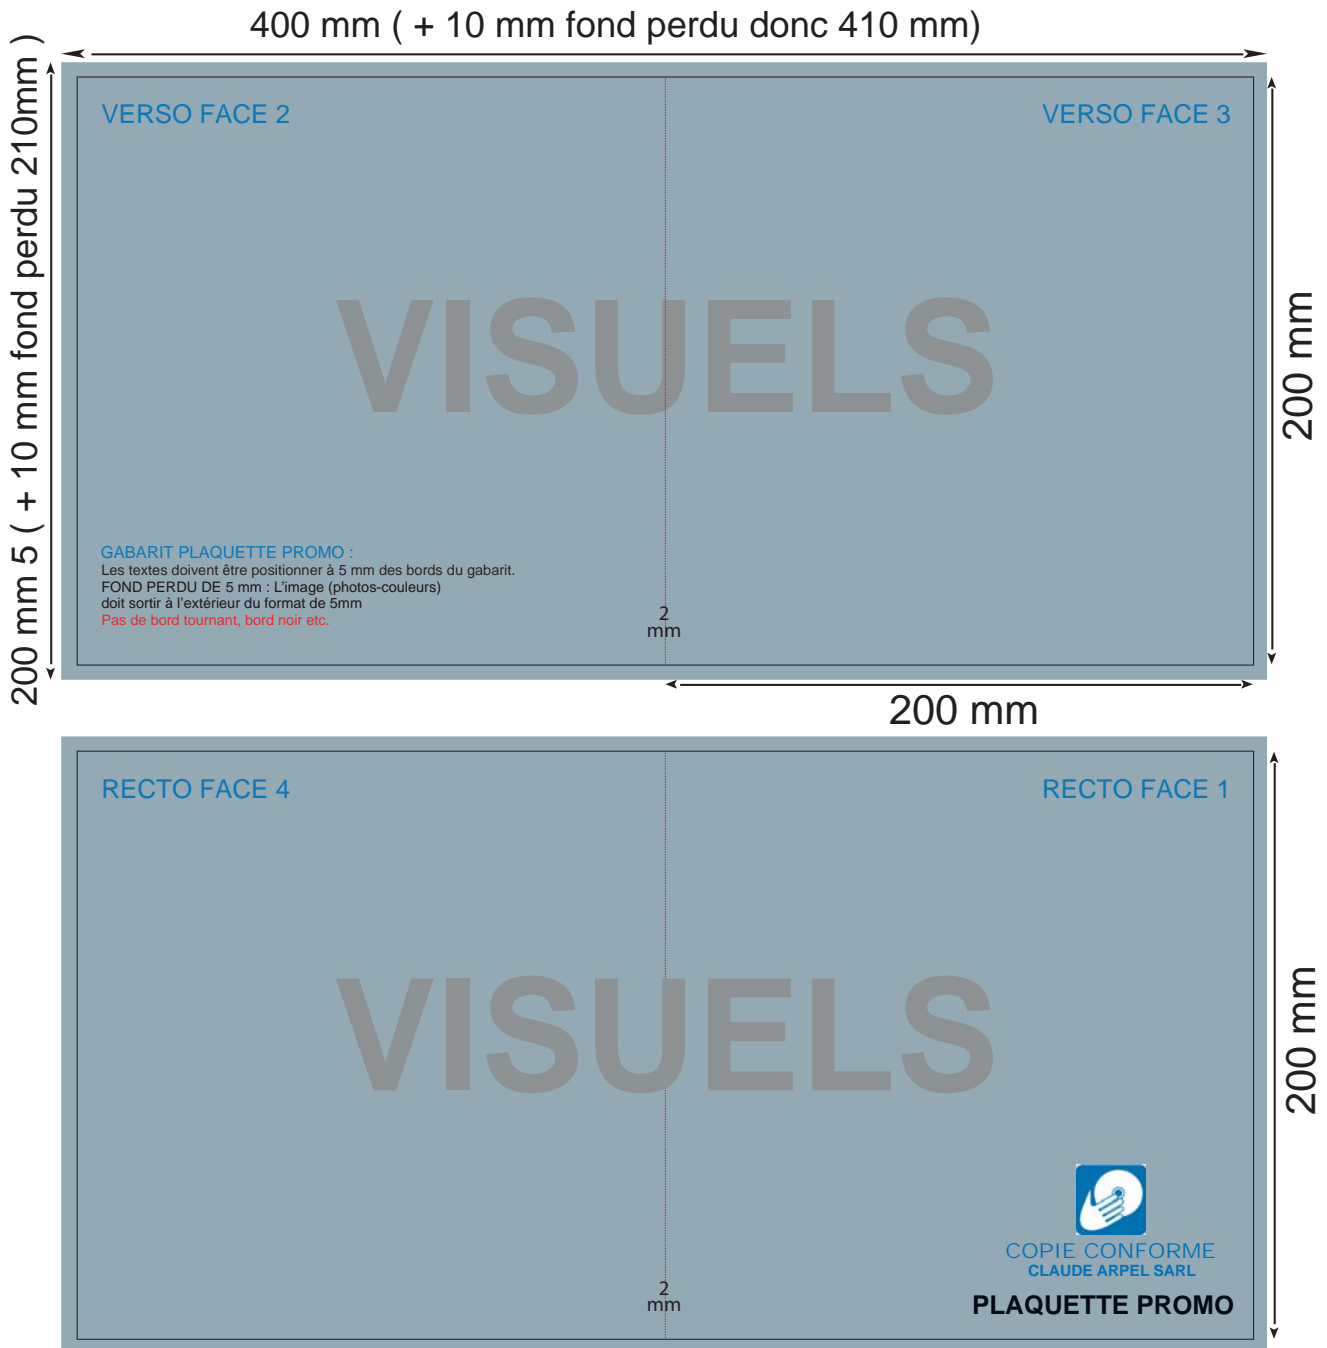 400 mm ( + 10 mm fond perdu donc 410 mm)
200 mm 5 ( + 10 mm fond perdu 210mm )
VERSO FACE 2
VERSO FACE 3
VISUELS
200 mm
GABARIT PLAQUETTE PROMO :
Les textes doivent être positionner à 5 mm des bords du gabarit.
FOND PERDU DE 5 mm : L'image (photos-couleurs)
doit sortir à l'extérieur du format de 5mm
Pas de bord tournant, bord noir etc.
2
mm
200 mm
RECTO FACE 4
RECTO FACE 1
VISUELS
200 mm
COPIE CONFORME
CLAUDE ARPEL SARL
PLAQUETTE PROMO
2
mm